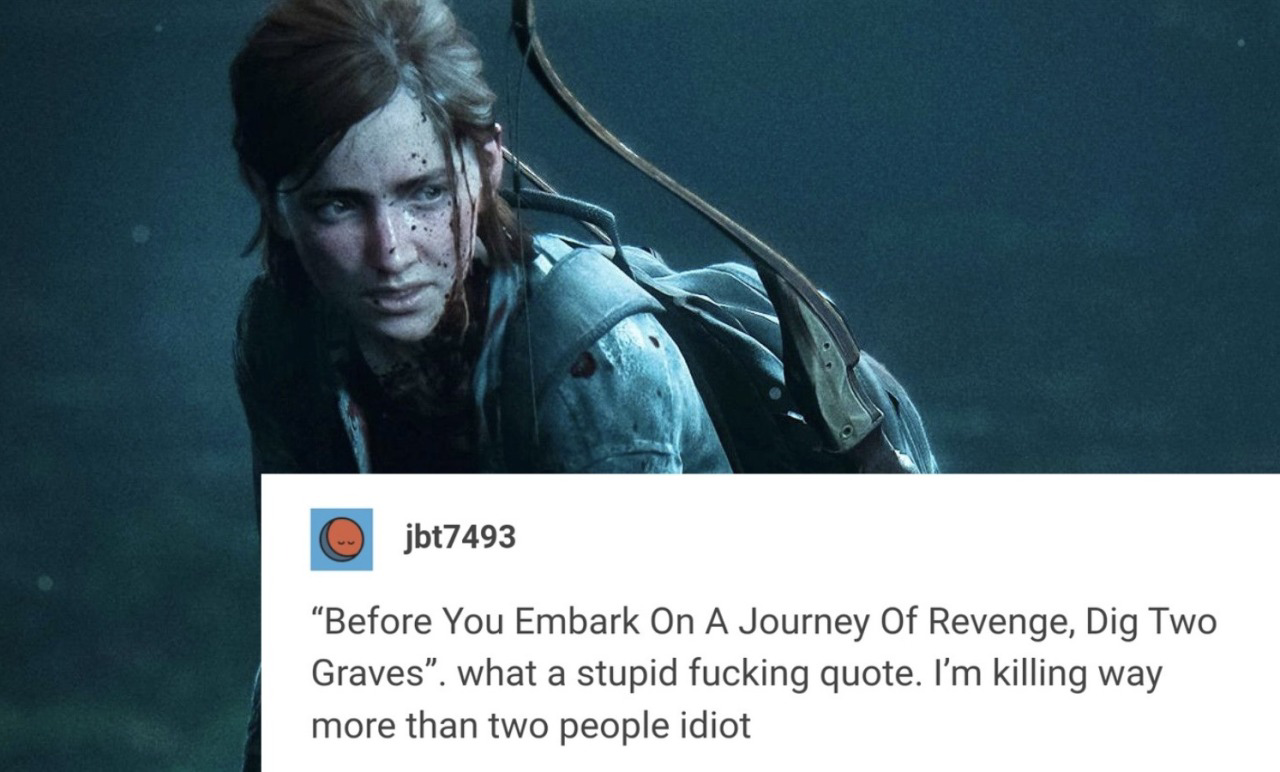 jbt7493
“Before You Embark On A Journey Of Revenge, Dig Two
Graves”. what a stupid fucking quote. I’m killing way
more than two people idiot